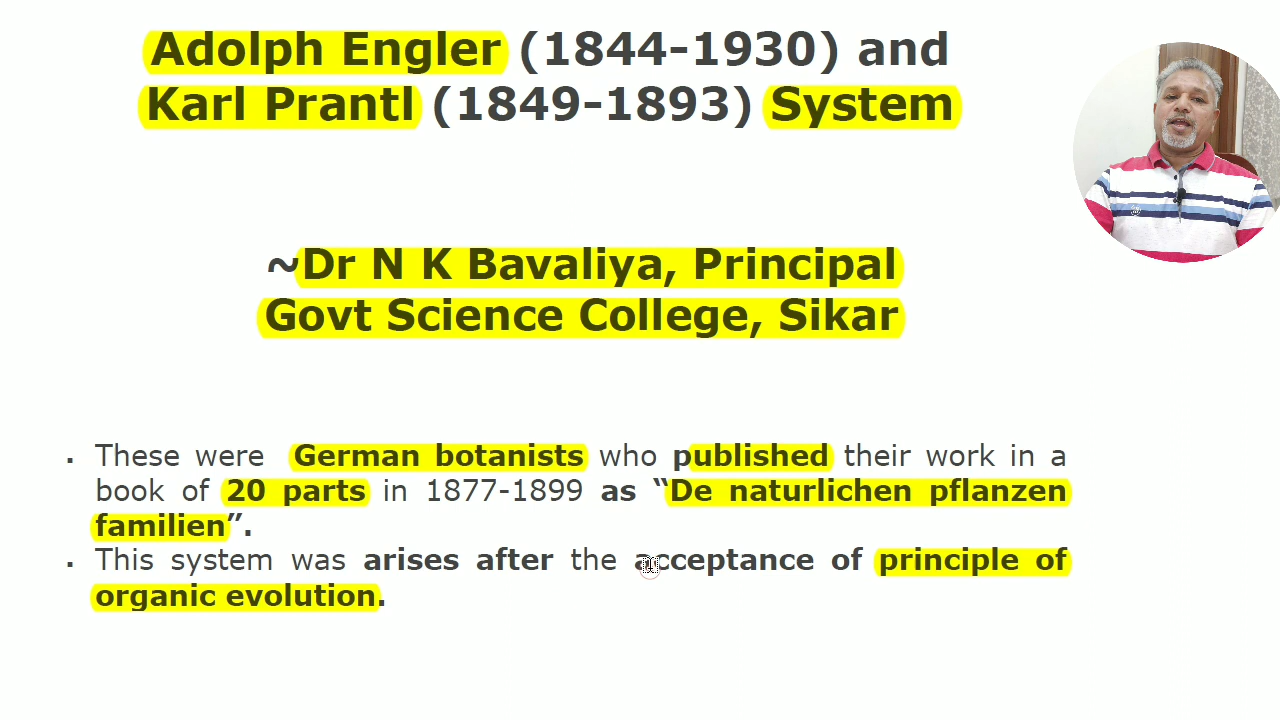 Adolph Engler (1844-1930) and
Karl Prantl (1849-1893) System
~Dr N K Bavaliya, Principal
Govt Science College, Sikar
▪ These were German botanists who published their work in a
book of 20 parts in 1877-1899 as “De naturlichen pflanzen
familien”.
▪ This system was arises after the acceptance of principle of
organic evolution.